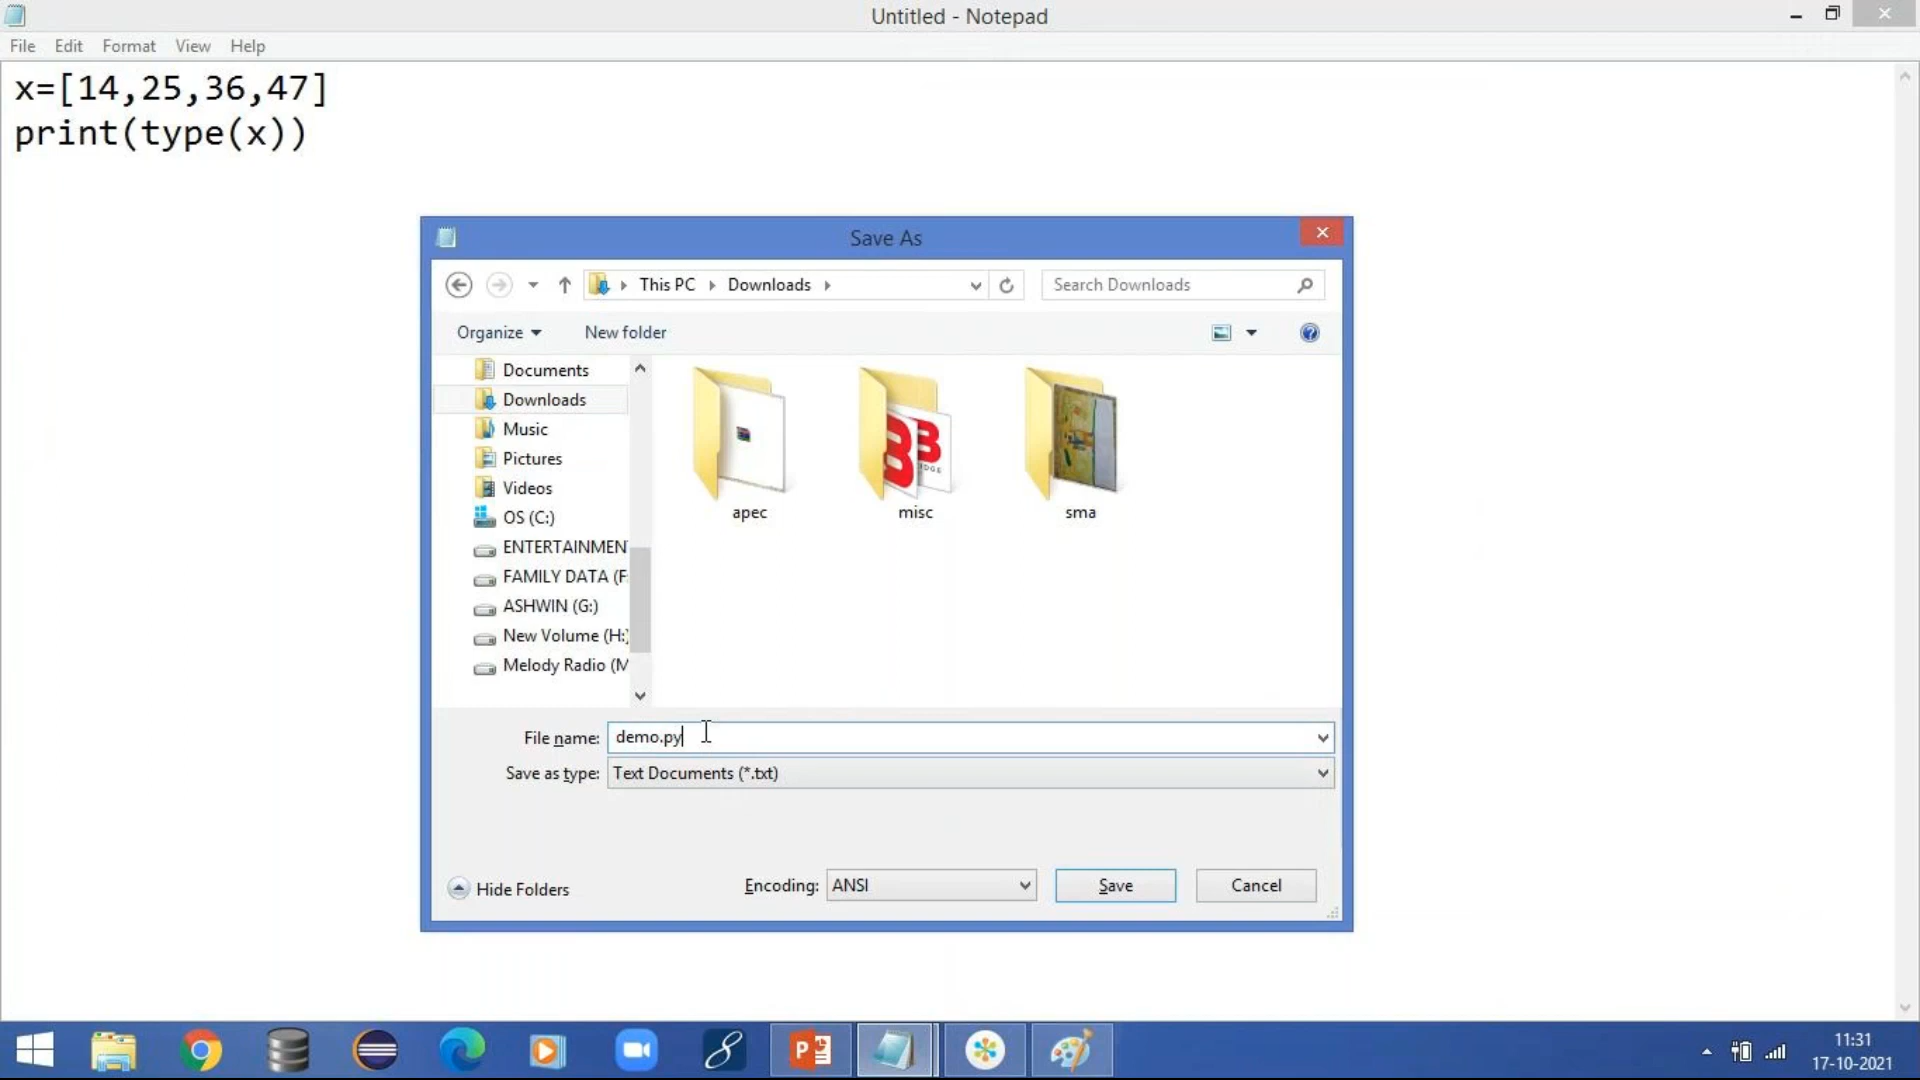 Untitled - Notepad
File Edit Format View Help
x=[14,25,36,47]
print(type(x))
Save As
This PC Downloads
Search Downloads
Organize New folder
Documents
Downloads
Music
Pictures
Videos
OS (C:)
ENTERTAINMEN
FAMILY DATA (F:
ASHWIN (G:)
New Volume (H:)
Melody Radio (M
apec misc sma
File name: demo.py
Save as type: Text Documents (*.txt)
Hide Folders
Encoding: ANSI
Save
Cancel
11:31
17-10-2021